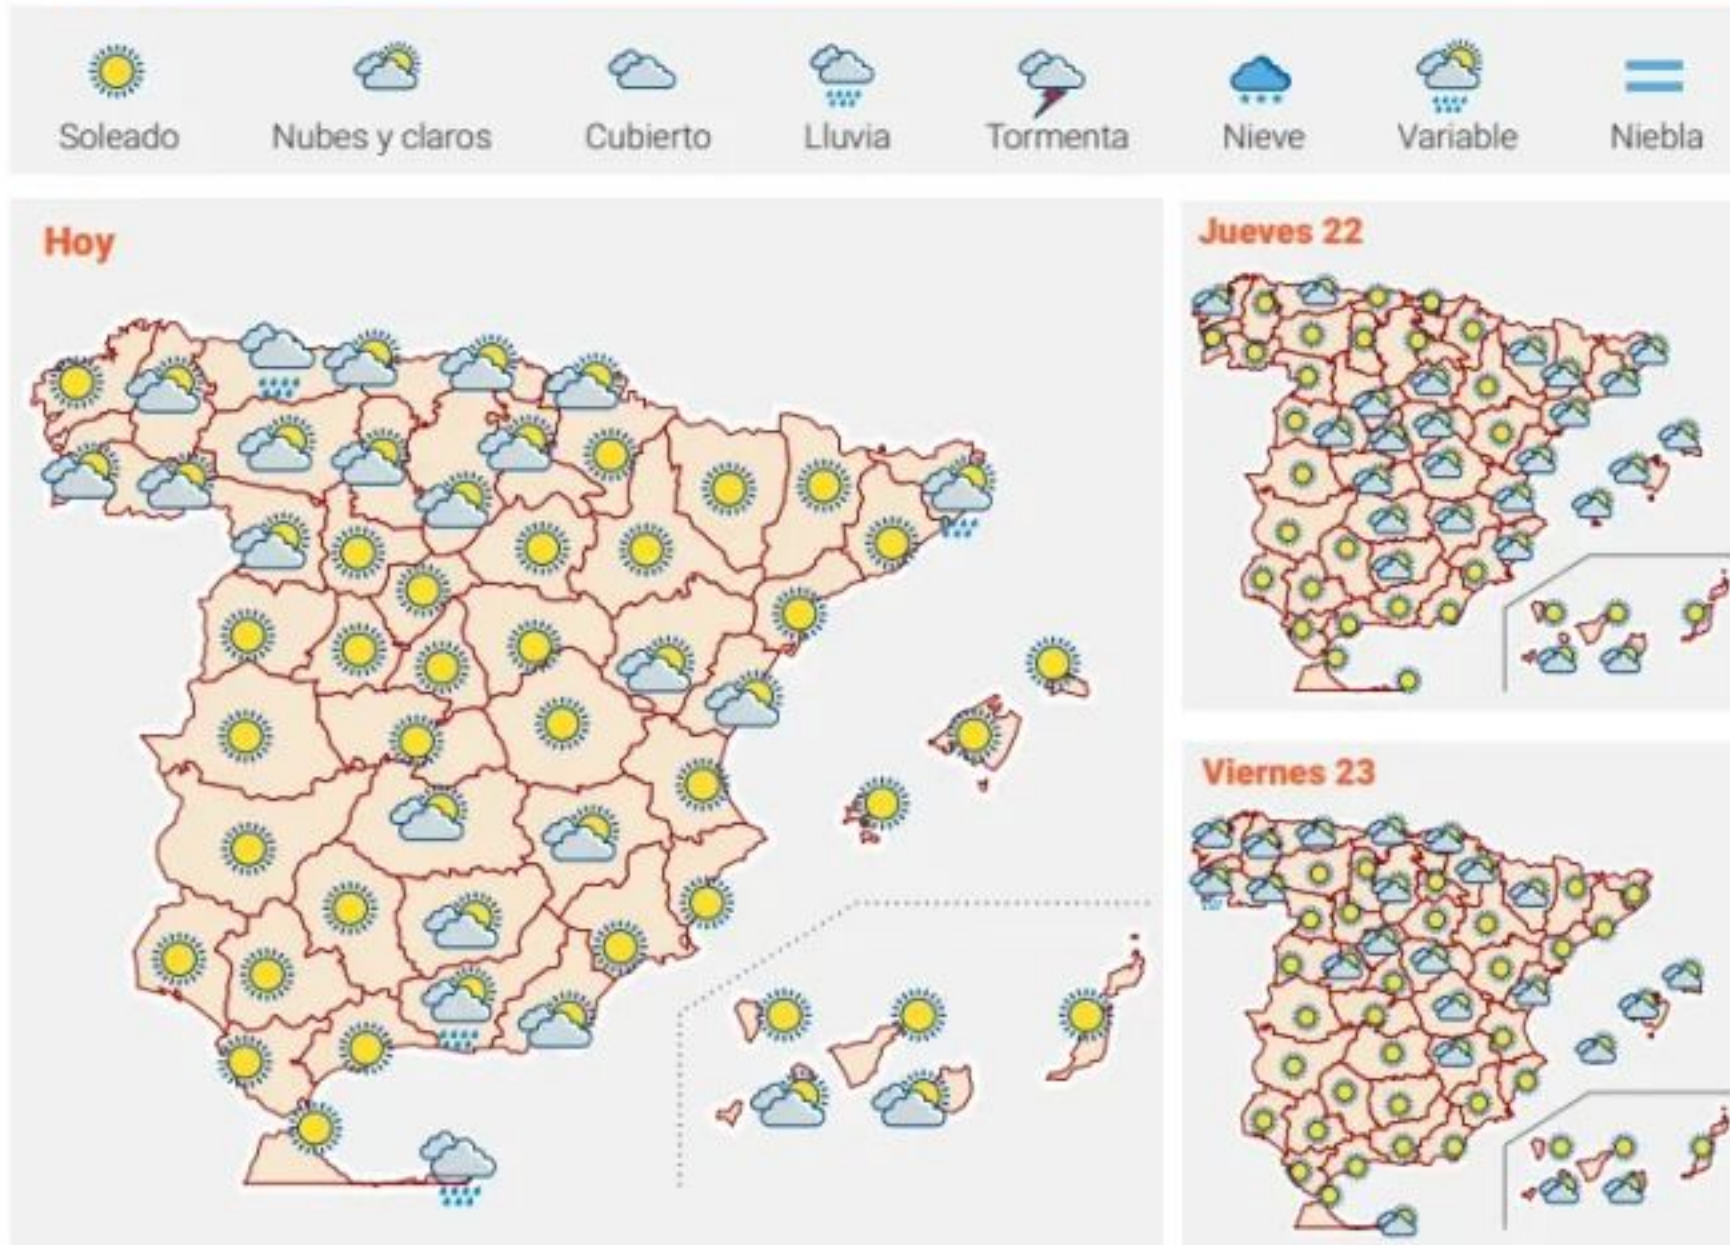 Soleado
Nubes y claros
Cubierto
Lluvia
Tormenta
Nieve
Variable
Niebla
Hoy
Jueves 22
Viernes 23